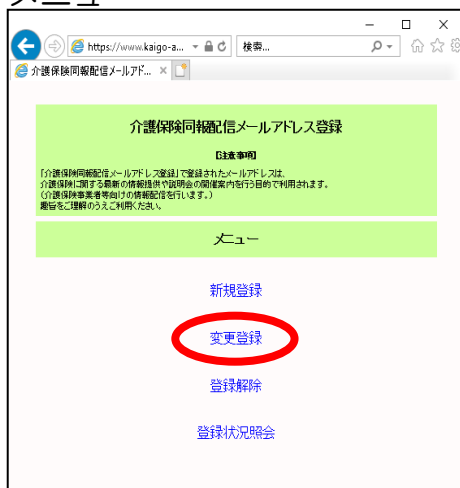 メニュー
https://www.kaigo-a...
検索...
介護保険同報配信メールアド...
介護保険同報配信メールアドレス登録
【注意事項】
「介護保険同報配信メールアドレス登録」で登録されたメールアドレスは、
介護保険に関する最新の情報提供や説明会の開催案内を行う目的で利用されます。
(介護保険事業者等向けの情報配信を行います。)
趣旨をご理解のうえご利用ください。
メニュー
新規登録
変更登録
登録解除
登録状況照会